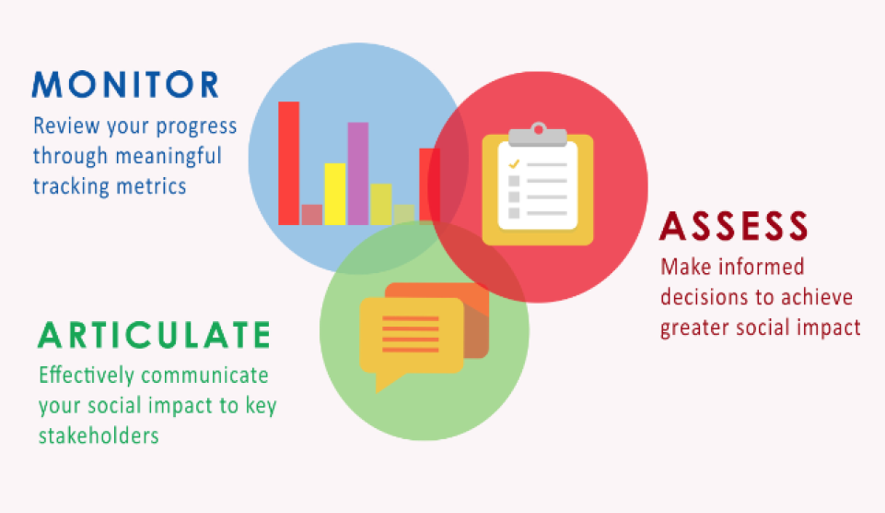 MONITOR
Review your progress
through meaningful
tracking metrics
ASSESS
Make informed
decisions to achieve
greater social impact
ARTICULATE
Effectively communicate
your social impact to key
stakeholders